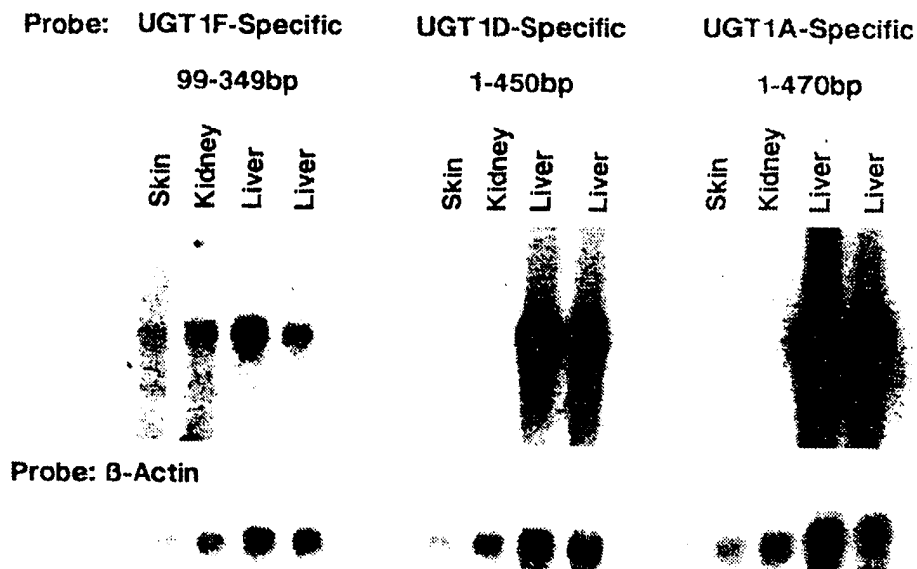 Probe: UGT1F-Specific UGT1D-Specific UGT1A-Specific
99-349bp 1-450bp 1-470bp
Skin Kidney Liver Liver Skin Kidney Liver Liver Skin Kidney Liver Liver
Probe: β-Actin